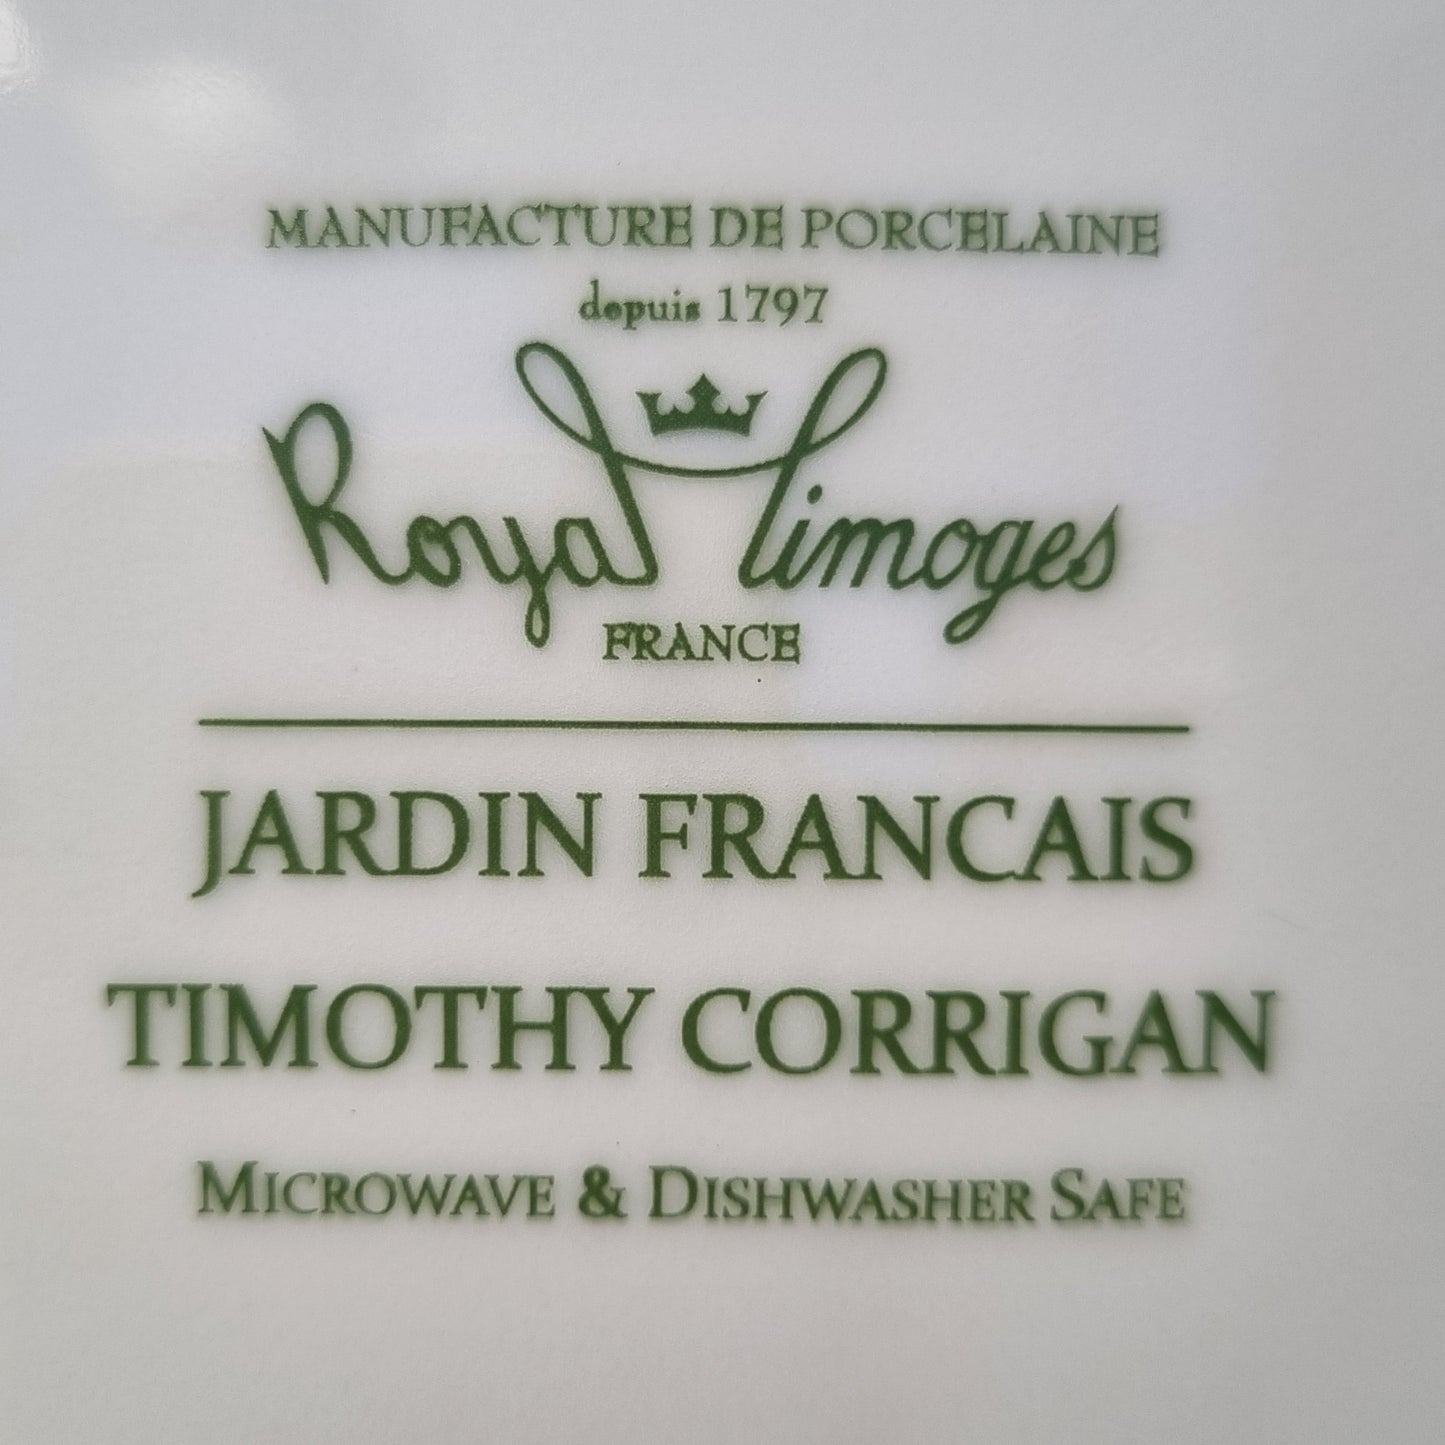 MANUFACTURE DE PORCELAINE
depuis 1797
Royal Limoges
FRANCE
JARDIN FRANCAIS
TIMOTHY CORRIGAN
MICROWAVE & DISHWASHER SAFE